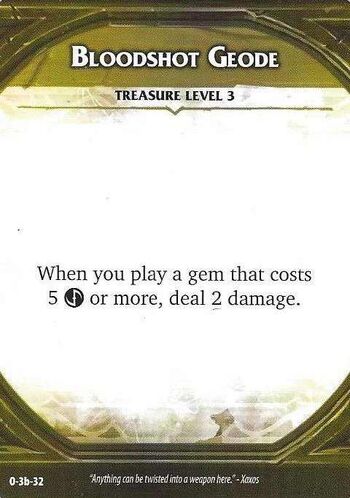 Bloodshot Geode
Treasure Level 3
When you play a gem that costs
5 or more, deal 2 damage.
0-3b-32
"Anything can be twisted into a weapon here." - Xaxos